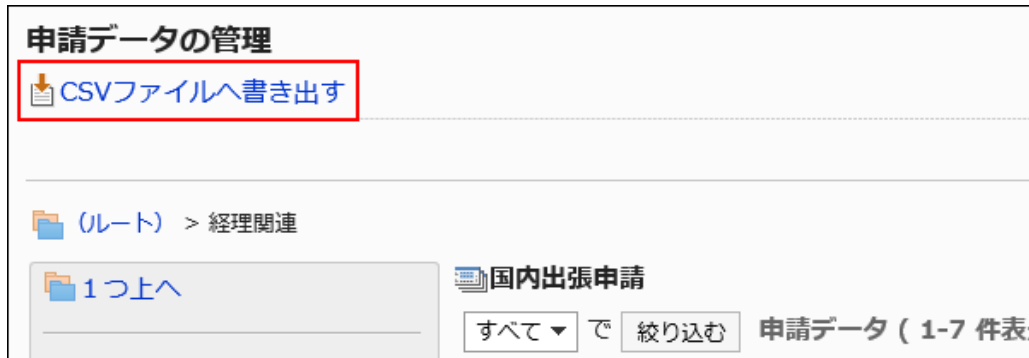 申請データの管理
CSVファイルへ書き出す
(ルート) > 経理関連
1つ上へ
国内出張申請
すべて で 絞り込む 申請データ ( 1-7 件表